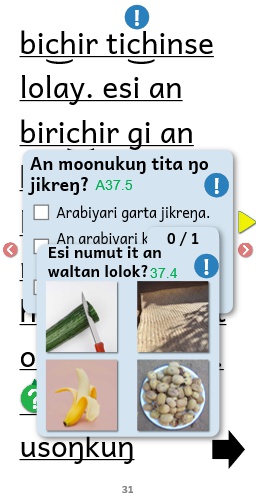 bichir tichinse
lolay. esi an
birichir gi an
An moonukuŋ tita ŋo
jikreŋ? A37.5
Arabiyari garta jikreŋa.
An arabiyari k
0 / 1
Esi numut it an
waltan lolok? 37.4
usoŋkuŋ
31